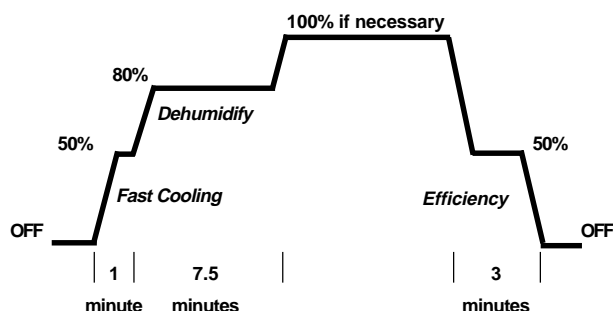 100% if necessary
80%
Dehumidify
50%
50%
Fast Cooling
Efficiency
OFF
OFF
1
minute
7.5
minutes
3
minutes